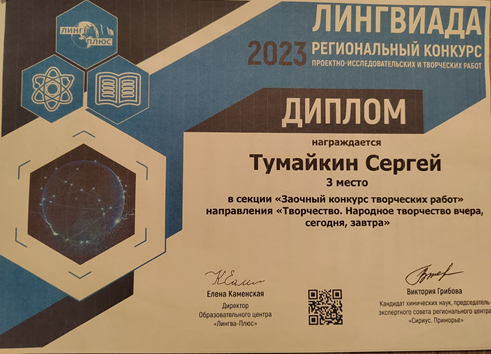 ЛИНГВИАДА
2023 РЕГИОНАЛЬНЫЙ КОНКУРС
ПРОЕКТНО-ИССЛЕДОВАТЕЛЬСКИХ И ТВОРЧЕСКИХ РАБОТ
ЛИНГВА
ПЛЮС
ДИПЛОМ
награждается
Тумайкин Сергей
3 место
в секции «Заочный конкурс творческих работ»
направления «Творчество. Народное творчество вчера,
сегодня, завтра»
Елена Каменская
Директор
Образовательного центра
«Лингва-Плюс»
Виктория Грибова
Кандидат химических наук, председатель
экспертного совета регионального центра
«Сириус. Приморье»